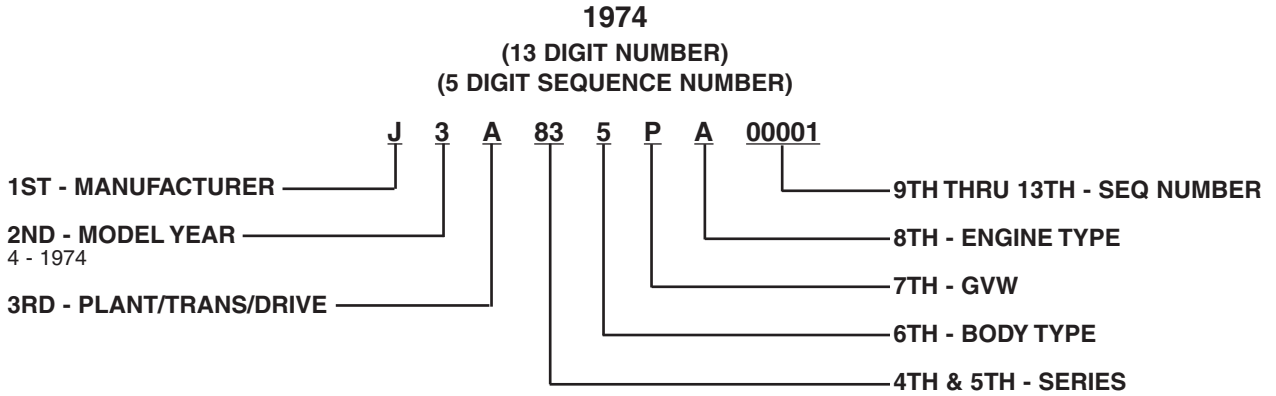 1974
(13 DIGIT NUMBER)
(5 DIGIT SEQUENCE NUMBER)
J 3 A 83 5 P A 00001
1ST - MANUFACTURER
9TH THRU 13TH - SEQ NUMBER
2ND - MODEL YEAR
4 - 1974
8TH - ENGINE TYPE
7TH - GVW
3RD - PLANT/TRANS/DRIVE
6TH - BODY TYPE
4TH & 5TH - SERIES